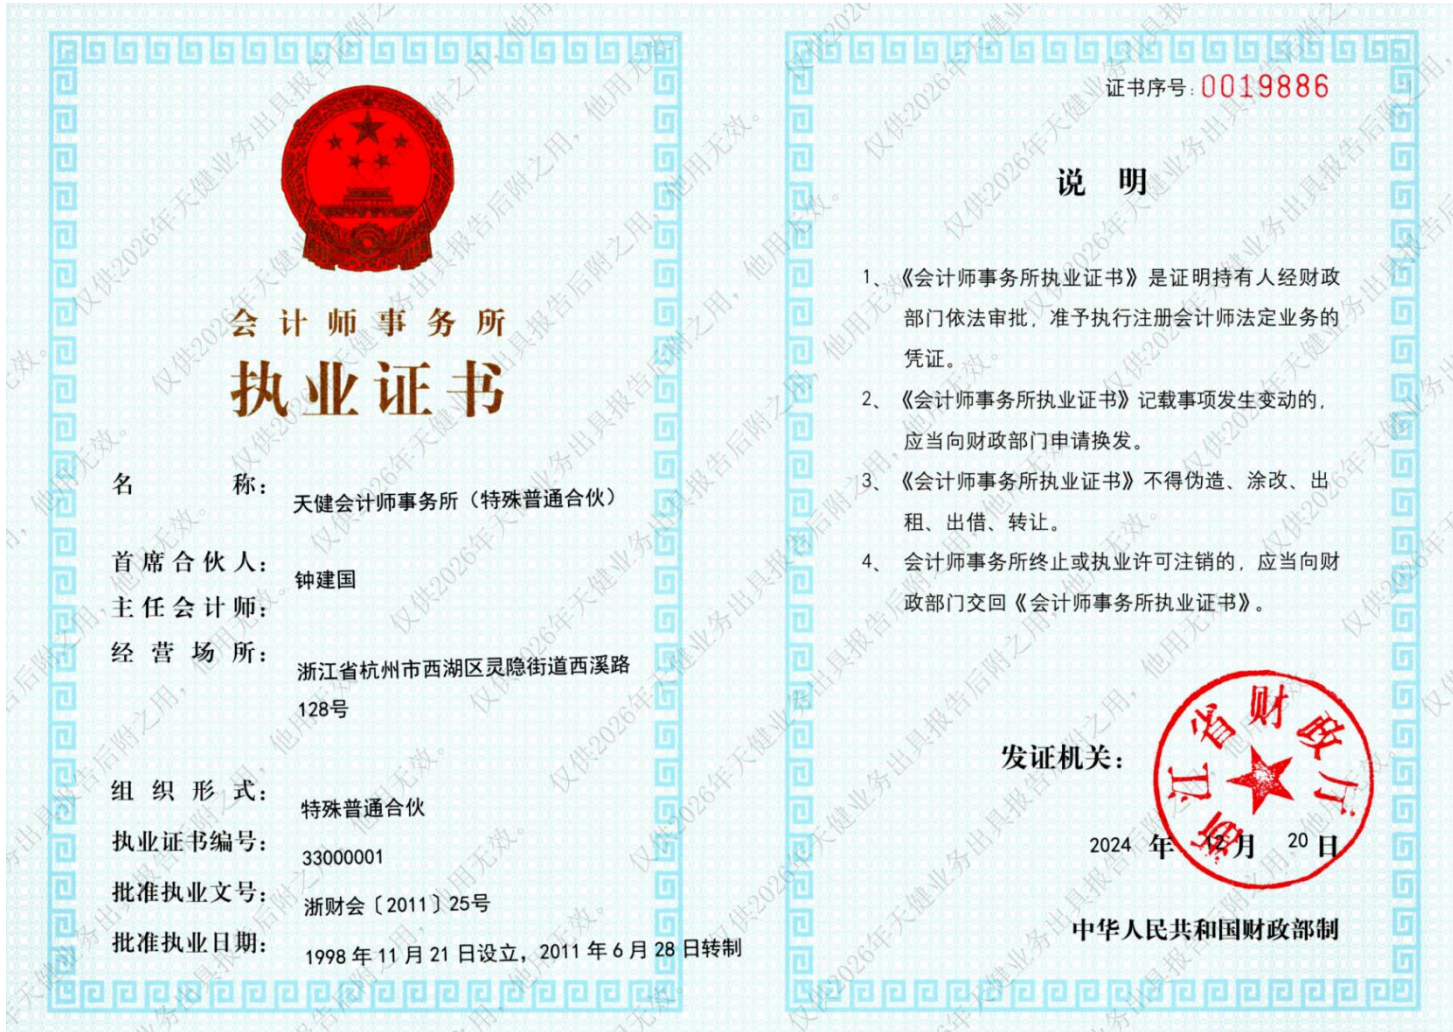 会计师事务所
执业证书
名 称： 天健会计师事务所（特殊普通合伙）
首席合伙人： 钟建国
主任会计师：
经营场所： 浙江省杭州市西湖区灵隐街道西溪路
128号
组织形式： 特殊普通合伙
执业证书编号： 33000001
批准执业文号： 浙财会〔2011〕25号
批准执业日期： 1998年11月21日设立，2011年6月28日转制
证书序号：0019886
说 明
1、《会计师事务所执业证书》是证明持有人经财政
部门依法审批，准予执行注册会计师法定业务的
凭证。
2、《会计师事务所执业证书》记载事项发生变动的，
应当向财政部门申请换发。
3、《会计师事务所执业证书》不得伪造、涂改、出
租、出借、转让。
4、 会计师事务所终止或执业许可注销的，应当向财
政部门交回《会计师事务所执业证书》。
发证机关：
浙江省财政厅
2024 年 12月 20日
中华人民共和国财政部制
仅供2026年天健业务出具报告后附之用，他用无效。